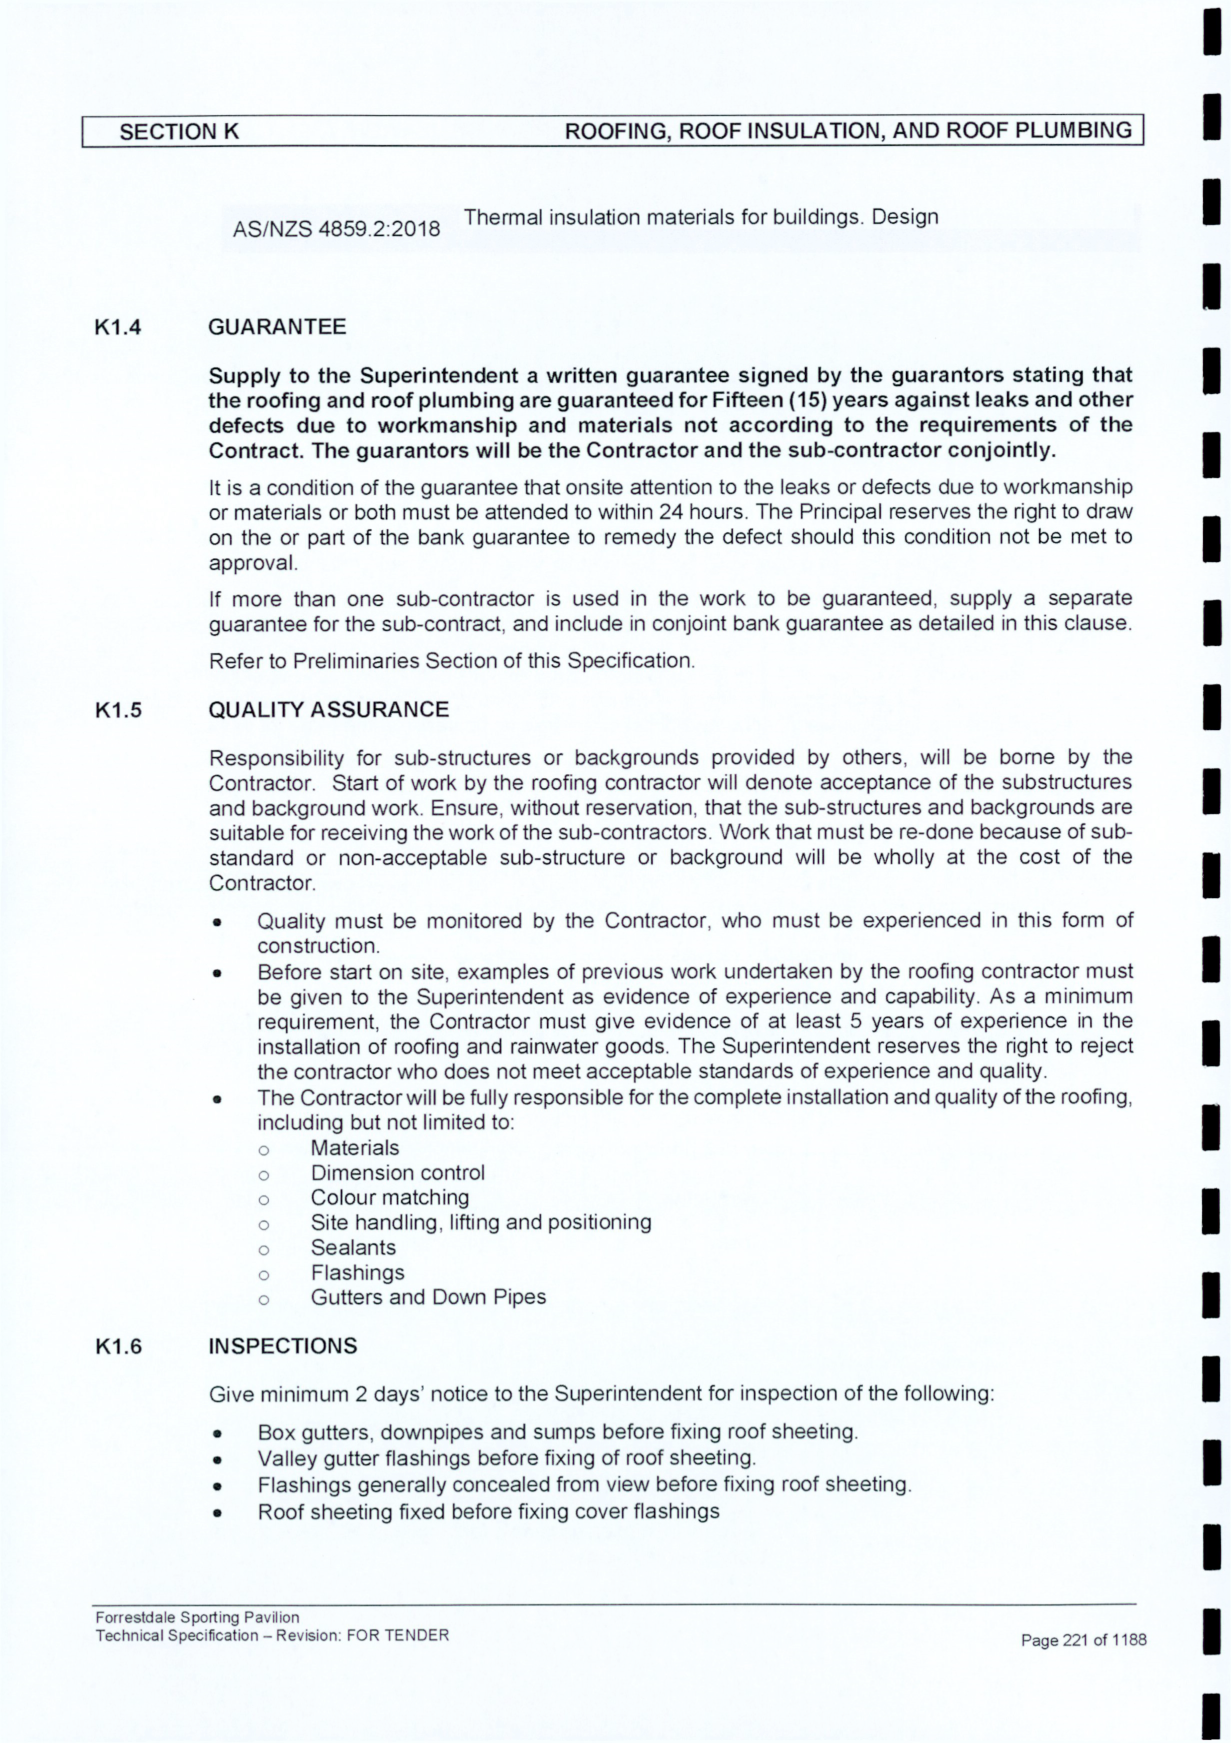 SECTION K ROOFING, ROOF INSULATION, AND ROOF PLUMBING
AS/NZS 4859.2:2018 Thermal insulation materials for buildings. Design
K1.4 GUARANTEE
Supply to the Superintendent a written guarantee signed by the guarantors stating that
the roofing and roof plumbing are guaranteed for Fifteen (15) years against leaks and other
defects due to workmanship and materials not according to the requirements of the
Contract. The guarantors will be the Contractor and the sub-contractor conjointly.
It is a condition of the guarantee that onsite attention to the leaks or defects due to workmanship
or materials or both must be attended to within 24 hours. The Principal reserves the right to draw
on the or part of the bank guarantee to remedy the defect should this condition not be met to
approval.
If more than one sub-contractor is used in the work to be guaranteed, supply a separate
guarantee for the sub-contract, and include in conjoint bank guarantee as detailed in this clause.
Refer to Preliminaries Section of this Specification.
K1.5 QUALITY ASSURANCE
Responsibility for sub-structures or backgrounds provided by others, will be borne by the
Contractor. Start of work by the roofing contractor will denote acceptance of the substructures
and background work. Ensure, without reservation, that the sub-structures and backgrounds are
suitable for receiving the work of the sub-contractors. Work that must be re-done because of sub-
standard or non-acceptable sub-structure or background will be wholly at the cost of the
Contractor.
• Quality must be monitored by the Contractor, who must be experienced in this form of
construction.
• Before start on site, examples of previous work undertaken by the roofing contractor must
be given to the Superintendent as evidence of experience and capability. As a minimum
requirement, the Contractor must give evidence of at least 5 years of experience in the
installation of roofing and rainwater goods. The Superintendent reserves the right to reject
the contractor who does not meet acceptable standards of experience and quality.
• The Contractor will be fully responsible for the complete installation and quality of the roofing,
including but not limited to:
o Materials
o Dimension control
o Colour matching
o Site handling, lifting and positioning
o Sealants
o Flashings
o Gutters and Down Pipes
K1.6 INSPECTIONS
Give minimum 2 days' notice to the Superintendent for inspection of the following:
• Box gutters, downpipes and sumps before fixing roof sheeting.
• Valley gutter flashings before fixing of roof sheeting.
• Flashings generally concealed from view before fixing roof sheeting.
• Roof sheeting fixed before fixing cover flashings
Forrestdale Sporting Pavilion
Technical Specification – Revision: FOR TENDER
Page 221 of 1188